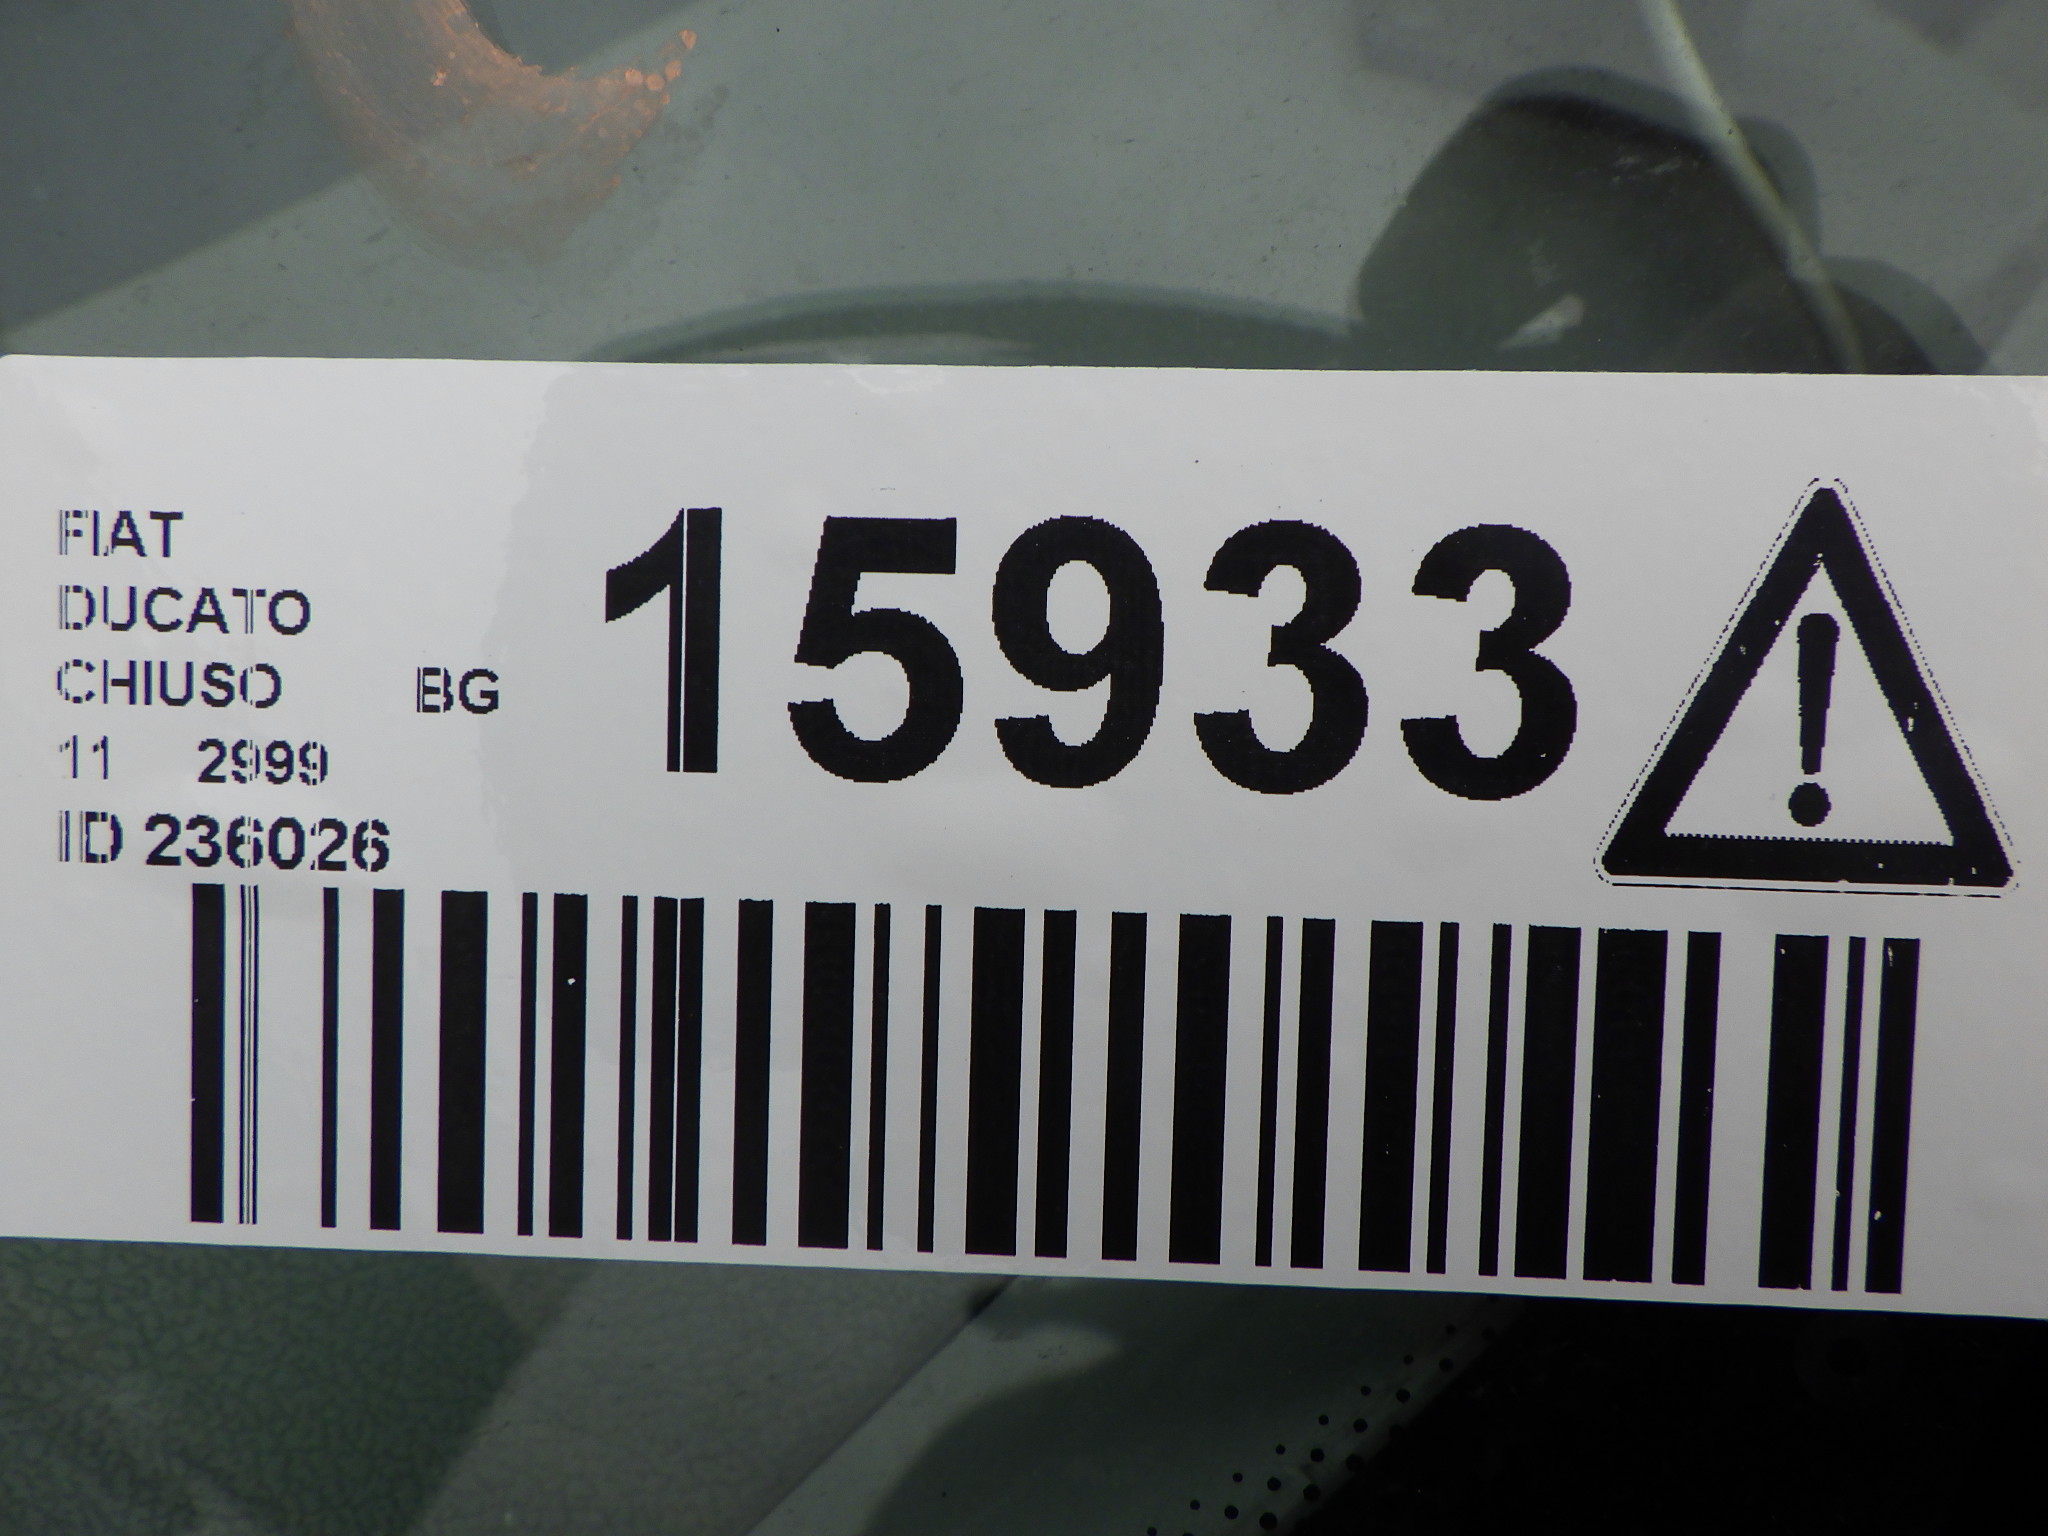 FIAT
DUCATO
CHIUSO BG
11 2999
ID 236026
15933